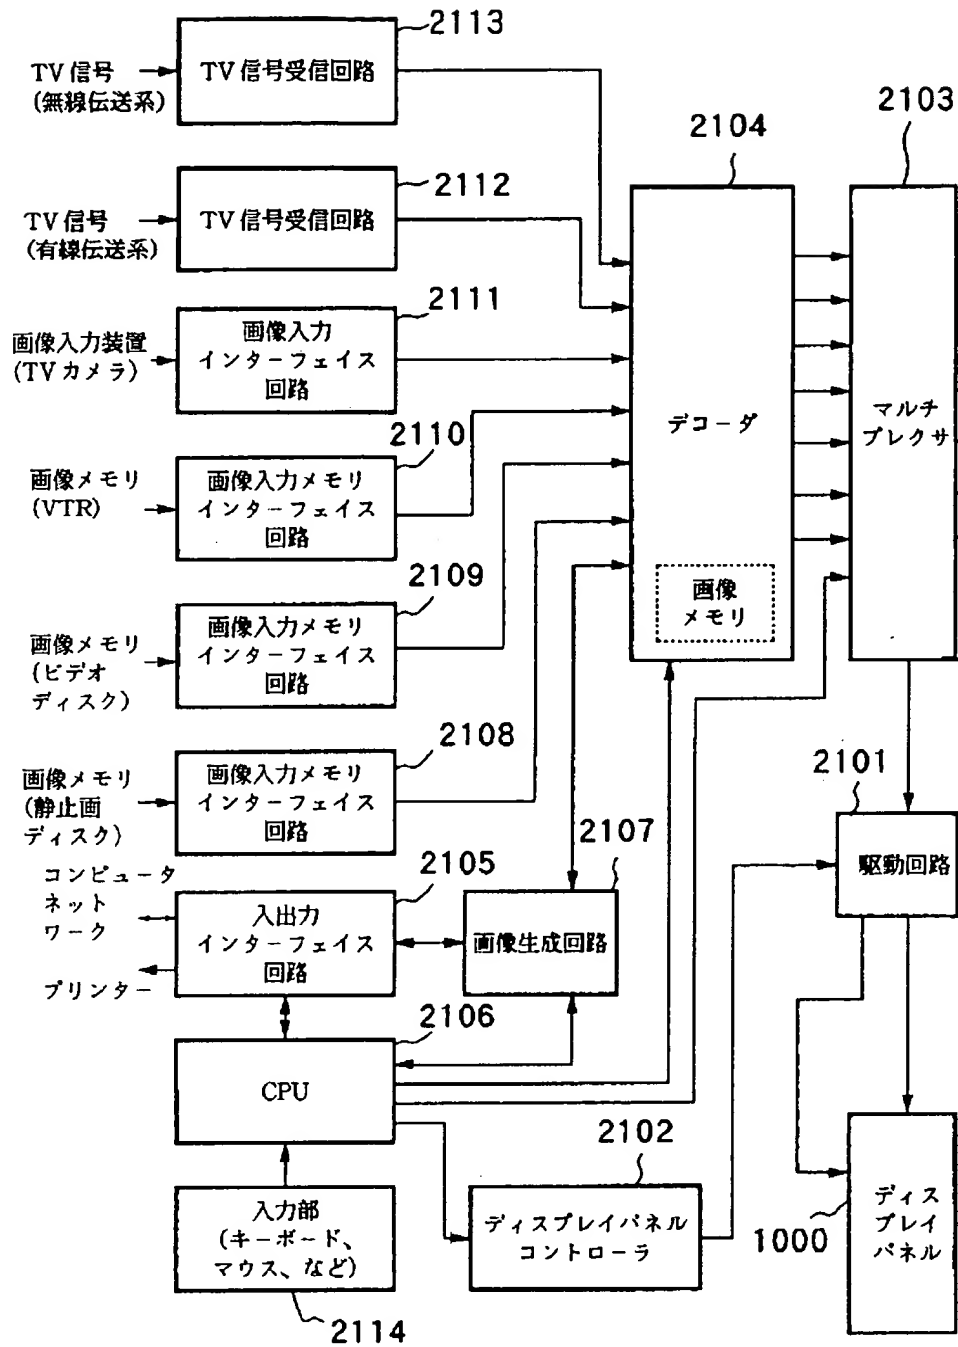 2113
TV 信号
(無線伝送系)
TV 信号受信回路
2103
2104
2112
TV 信号
(有線伝送系)
TV 信号受信回路
2111
画像入力装置
(TV カメラ)
画像入力
インターフェイス
回路
デコーダ
マルチ
プレクサ
2110
画像メモリ
(VTR)
画像入力メモリ
インターフェイス
回路
2109
画像
メモリ
画像メモリ
(ビデオ
ディスク)
画像入力メモリ
インターフェイス
回路
2108
画像メモリ
(静止画
ディスク)
画像入力メモリ
インターフェイス
回路
2101
2107
駆動回路
コンピュータ
ネット
ワーク
プリンター
2105
入出力
インターフェイス
回路
画像生成回路
2106
CPU
2102
入力部
(キーボード、
マウス、など)
ディスプレイパネル
コントローラ
1000
ディス
プレイ
パネル
2114